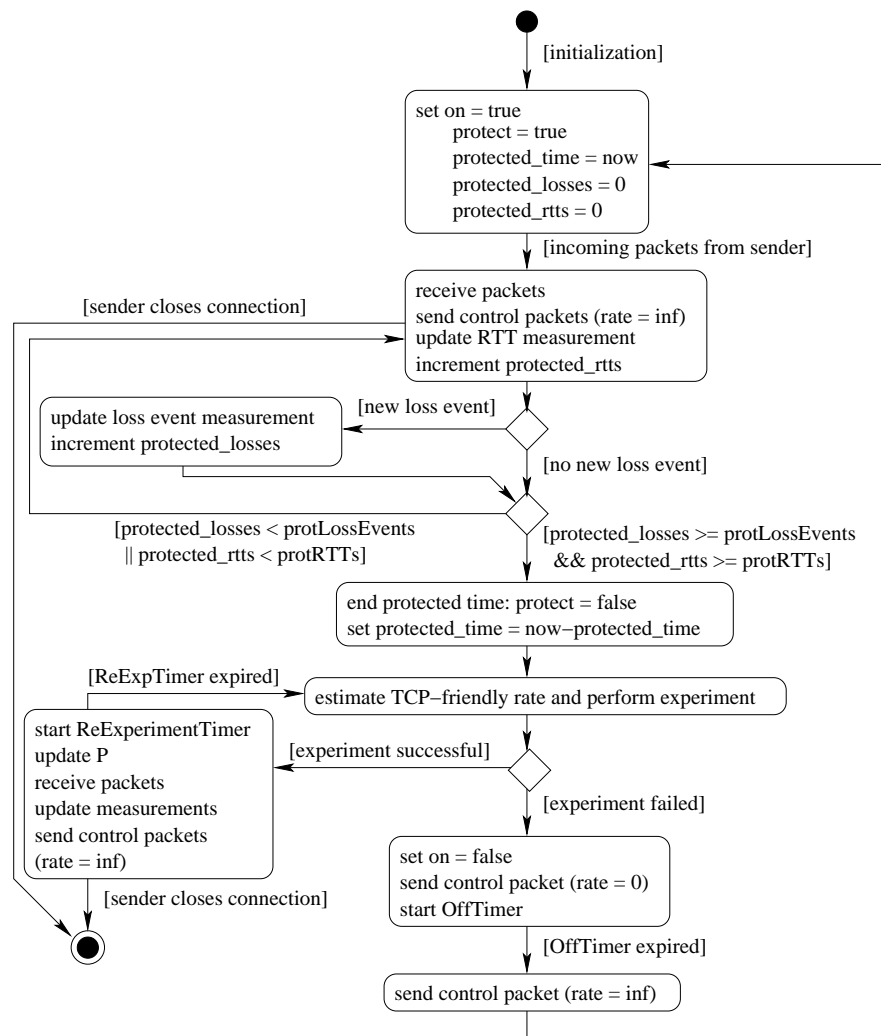 [initialization]
set on = true
protect = true
protected_time = now
protected_losses = 0
protected_rtts = 0
[incoming packets from sender]
[sender closes connection]
receive packets
send control packets (rate = inf)
update RTT measurement
increment protected_rtts
[new loss event]
update loss event measurement
increment protected_losses
[no new loss event]
[protected_losses < protLossEvents
|| protected_rtts < protRTTs]
[protected_losses >= protLossEvents
&& protected_rtts >= protRTTs]
end protected time: protect = false
set protected_time = now−protected_time
[ReExpTimer expired]
estimate TCP−friendly rate and perform experiment
start ReExperimentTimer
update P
receive packets
update measurements
send control packets
(rate = inf)
[experiment successful]
[experiment failed]
set on = false
send control packet (rate = 0)
start OffTimer
[sender closes connection]
[OffTimer expired]
send control packet (rate = inf)